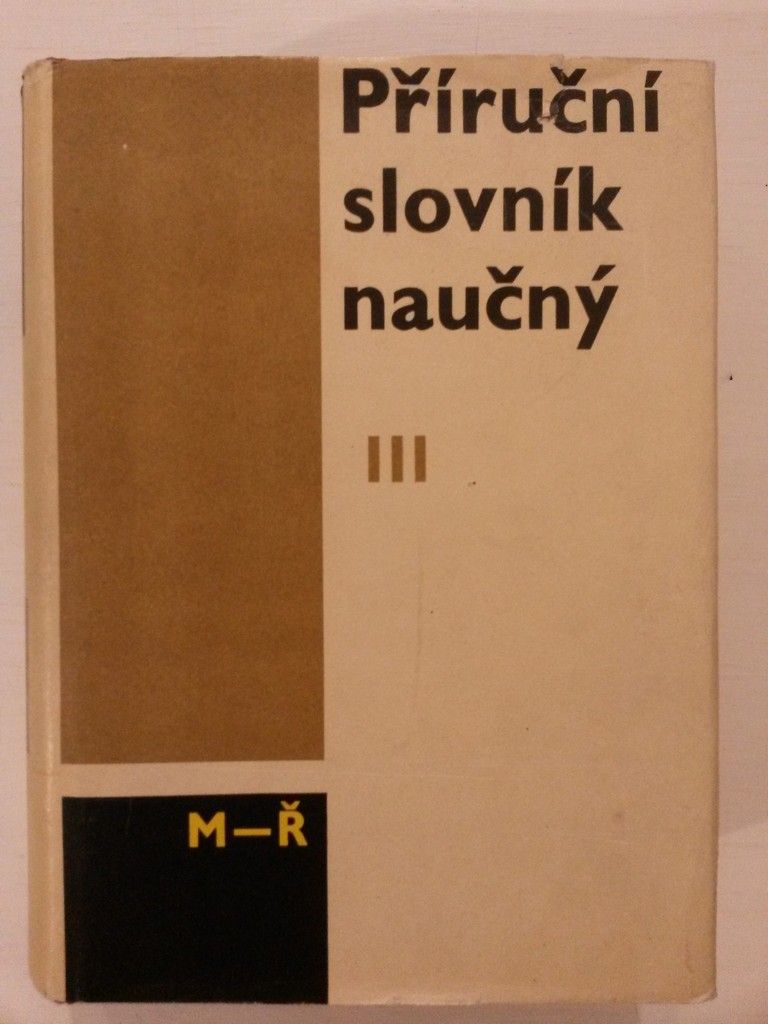 Příruční
slovník
naučný
III
M–Ř